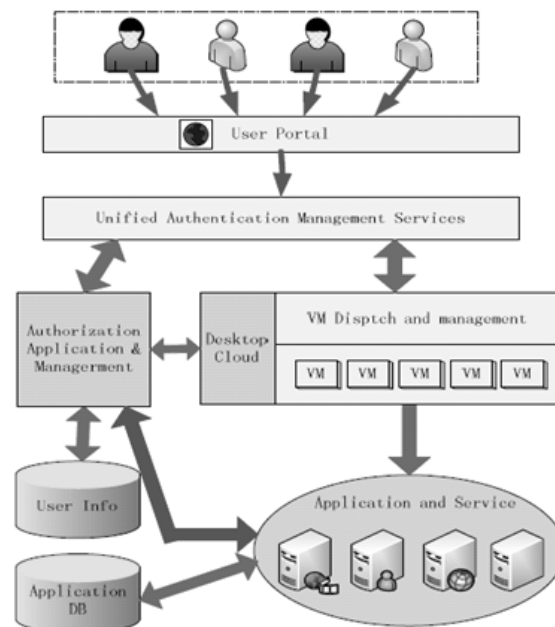 User Portal
Unified Authentication Management Services
Authorization
Application &
Managerment
Desktop
Cloud
VM Disptch and management
VM VM VM VM VM
User Info
Application and Service
Application
DB